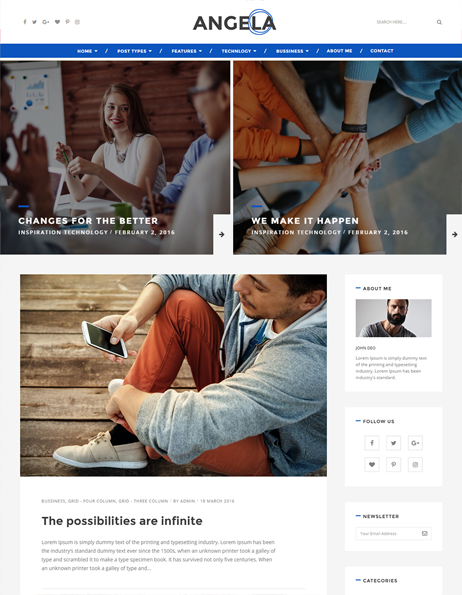 ANGELA
SEARCH HERE...
HOME / POST TYPES / FEATURES / TECHNLOGY / BUSSINESS / ABOUT ME / CONTACT
CHANGES FOR THE BETTER
INSPIRATION TECHNOLOGY / FEBRUARY 2, 2016
WE MAKE IT HAPPEN
INSPIRATION TECHNOLOGY / FEBRUARY 2, 2016
BUSSINESS, GRID - FOUR COLUMN, GRID - THREE COLUMN / BY ADMIN / 19 MARCH 2016
The possibilities are infinite
Lorem Ipsum is simply dummy text of the printing and typesetting
industry. Lorem Ipsum has been the industry's
standard dummy text ever since the 1500s, when an unknown printer took a galley of
type and scrambled it to make a type specimen book. It has survived not only five centuries. When
an unknown printer took a galley of type and...
ABOUT ME
JOHN DEO
Lorem Ipsum is simply dummy text
of the printing and typesetting
industry. Lorem Ipsum has been the
industry's standard.
FOLLOW US
NEWSLETTER
Your Email Address
CATEGORIES